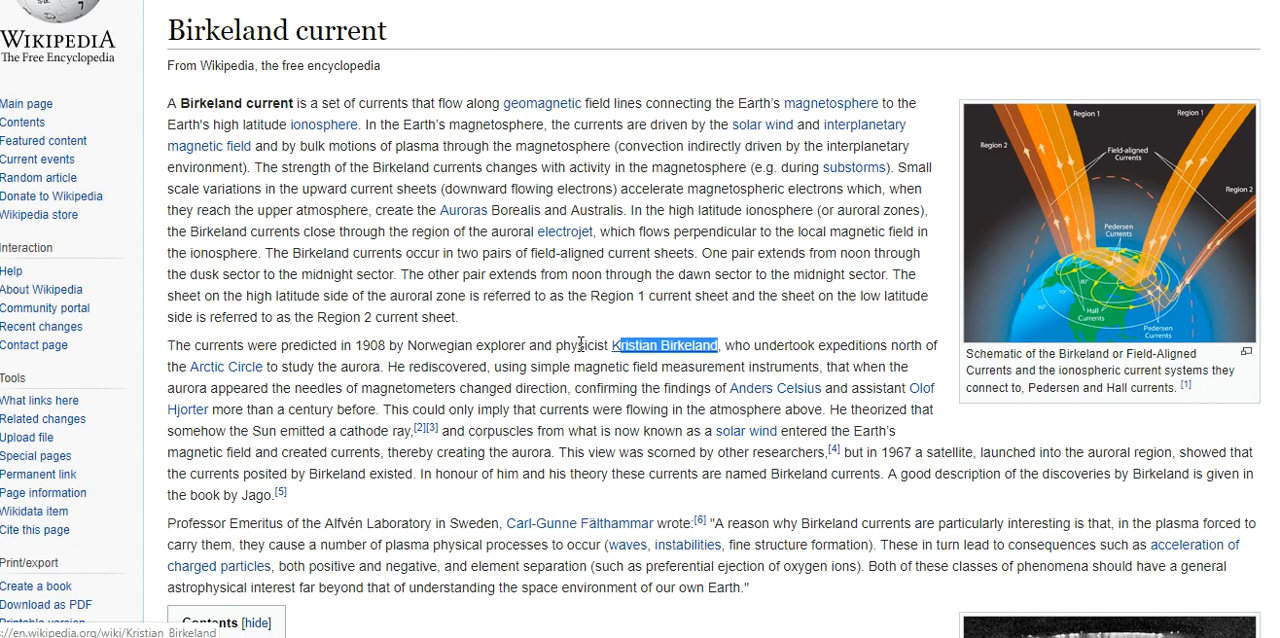 WIKIPEDIA
The Free Encyclopedia
Main page
Contents
Featured content
Current events
Random article
Donate to Wikipedia
Wikipedia store
Interaction
Help
About Wikipedia
Community portal
Recent changes
Contact page
Tools
What links here
Related changes
Upload file
Special pages
Permanent link
Page information
Wikidata item
Cite this page
Print/export
Create a book
Download as PDF
Printable version
Birkeland current
From Wikipedia, the free encyclopedia
A Birkeland current is a set of currents that flow along geomagnetic field lines connecting the Earth's magnetosphere to the
Earth's high latitude ionosphere. In the Earth's magnetosphere, the currents are driven by the solar wind and interplanetary
magnetic field and by bulk motions of plasma through the magnetosphere (convection indirectly driven by the interplanetary
environment). The strength of the Birkeland currents changes with activity in the magnetosphere (e.g. during substorms). Small
scale variations in the upward current sheets (downward flowing electrons) accelerate magnetospheric electrons which, when
they reach the upper atmosphere, create the Auroras Borealis and Australis. In the high latitude ionosphere (or auroral zones),
the Birkeland currents close through the region of the auroral electrojet, which flows perpendicular to the local magnetic field in
the ionosphere. The Birkeland currents occur in two pairs of field-aligned current sheets. One pair extends from noon through
the dusk sector to the midnight sector. The other pair extends from noon through the dawn sector to the midnight sector. The
sheet on the high latitude side of the auroral zone is referred to as the Region 1 current sheet and the sheet on the low latitude
side is referred to as the Region 2 current sheet.
The currents were predicted in 1908 by Norwegian explorer and physicist Kristian Birkeland, who undertook expeditions north of
the Arctic Circle to study the aurora. He rediscovered, using simple magnetic field measurement instruments, that when the
aurora appeared the needles of magnetometers changed direction, confirming the findings of Anders Celsius and assistant Olof
Hjorter more than a century before. This could only imply that currents were flowing in the atmosphere above. He theorized that
somehow the Sun emitted a cathode ray,[2][3] and corpuscles from what is now known as a solar wind entered the Earth's
magnetic field and created currents, thereby creating the aurora. This view was scorned by other researchers,[4] but in 1967 a satellite, launched into the auroral region, showed that
the currents posited by Birkeland existed. In honour of him and his theory these currents are named Birkeland currents. A good description of the discoveries by Birkeland is given in
the book by Jago.[5]
Professor Emeritus of the Alfvén Laboratory in Sweden, Carl-Gunne Fälthammar wrote:[6] "A reason why Birkeland currents are particularly interesting is that, in the plasma forced to
carry them, they cause a number of plasma physical processes to occur (waves, instabilities, fine structure formation). These in turn lead to consequences such as acceleration of
charged particles, both positive and negative, and element separation (such as preferential ejection of oxygen ions). Both of these classes of phenomena should have a general
astrophysical interest far beyond that of understanding the space environment of our own Earth."
Contents [hide]
Region 1
Region 1
Region 2
Field-aligned
Currents
Region 2
Pedersen
Currents
80°
80°
60°
Hall
Currents
Pedersen
Currents
Schematic of the Birkeland or Field-Aligned
Currents and the ionospheric current systems they
connect to, Pedersen and Hall currents. [1]
://en.wikipedia.org/wiki/Kristian_Birkeland